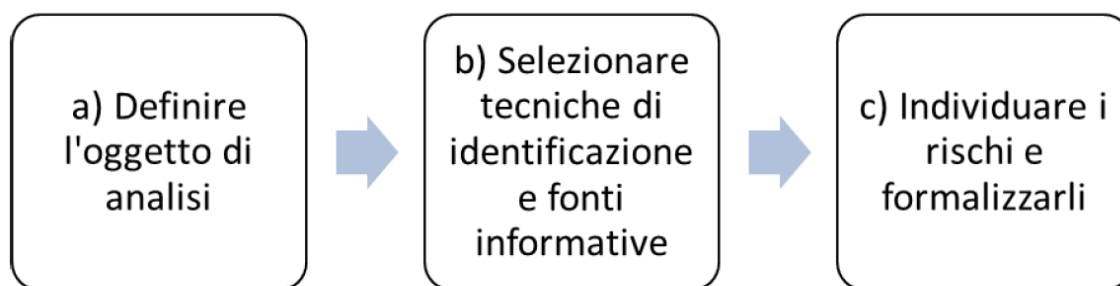 a) Definire
l'oggetto di
analisi
b) Selezionare
tecniche di
identificazione
e fonti
informative
c) Individuare i
rischi e
formalizzarli